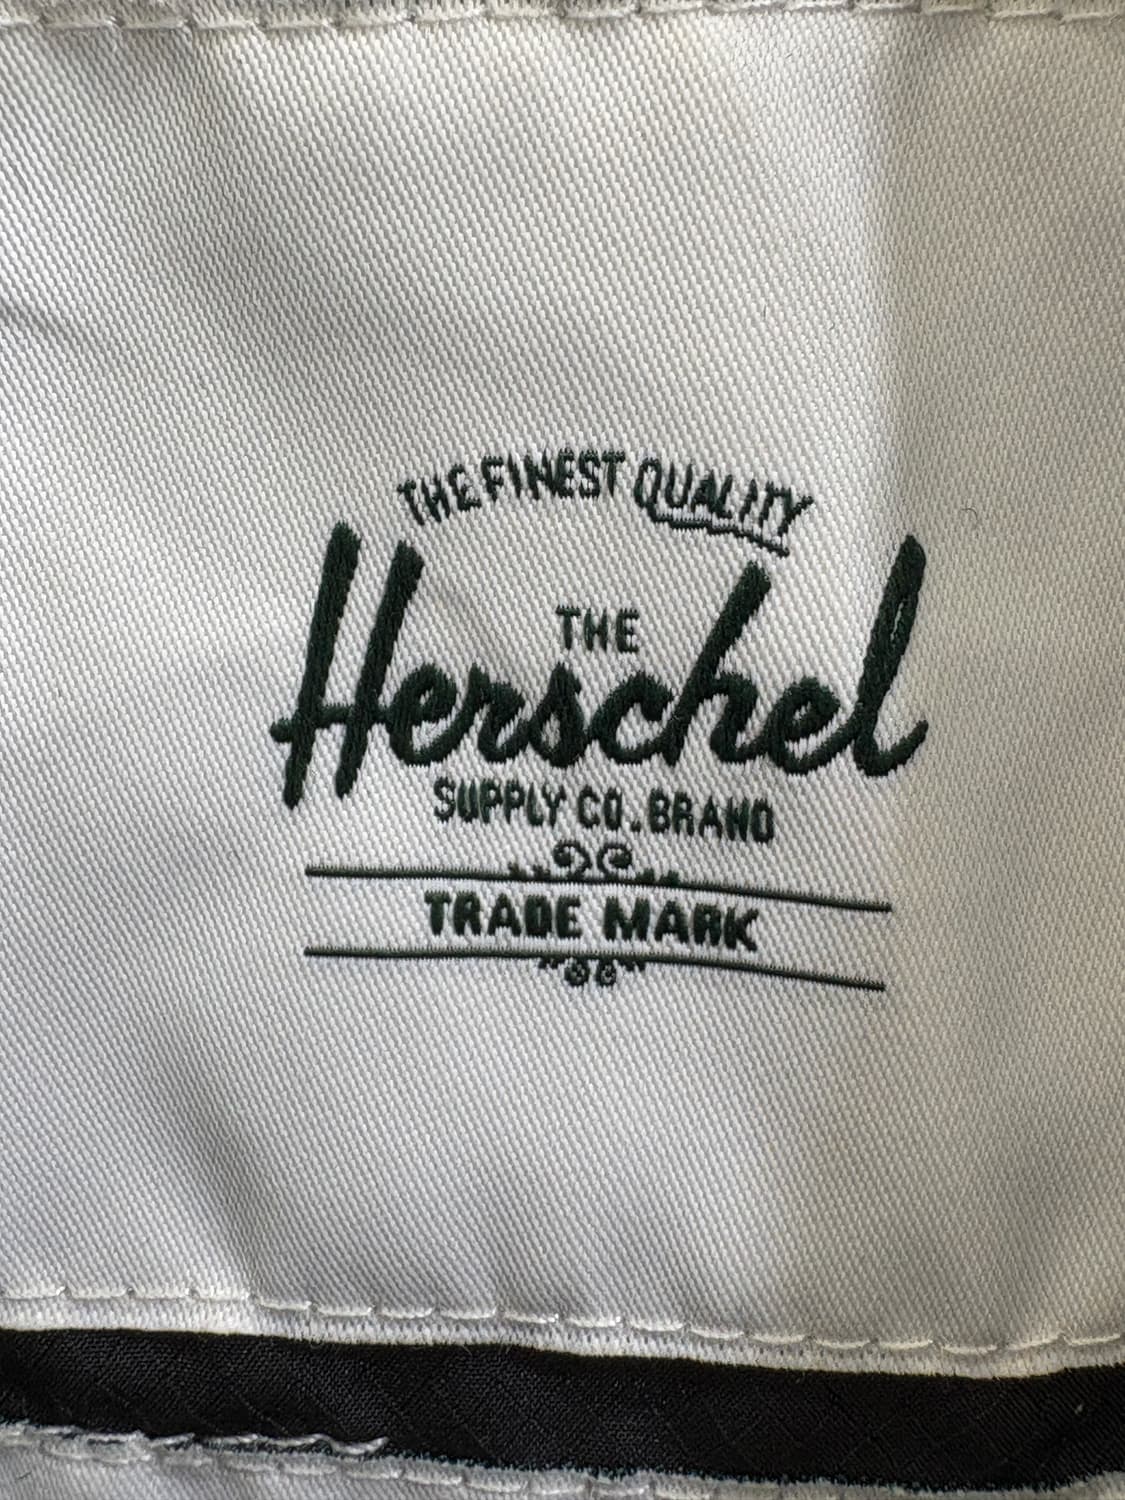 THE FINEST QUALITY
THE
Herschel
SUPPLY CO. BRAND
TRADE MARK